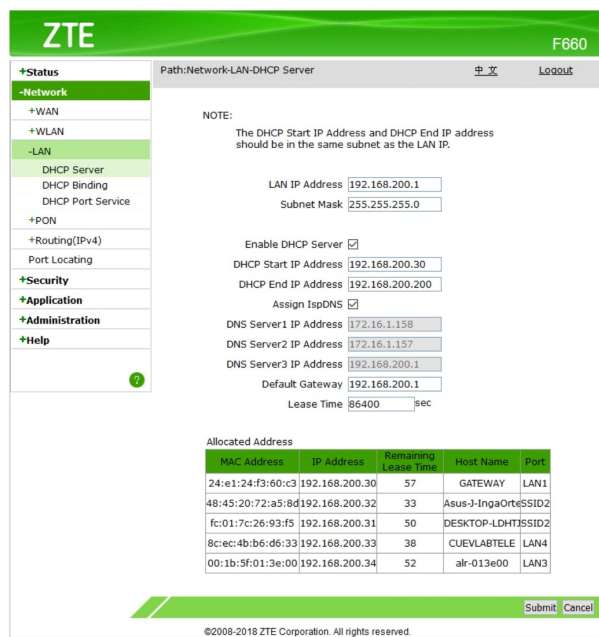 ZTE
F660
+Status
Path:Network-LAN-DHCP Server
中 文
Logout
-Network
+WAN
+WLAN
-LAN
DHCP Server
DHCP Binding
DHCP Port Service
+PON
+Routing(IPv4)
Port Locating
+Security
+Application
+Administration
+Help
?
NOTE:
The DHCP Start IP Address and DHCP End IP address
should be in the same subnet as the LAN IP.
LAN IP Address 192.168.200.1
Subnet Mask 255.255.255.0
Enable DHCP Server
DHCP Start IP Address 192.168.200.30
DHCP End IP Address 192.168.200.200
Assign IspDNS
DNS Server1 IP Address 172.16.1.158
DNS Server2 IP Address 172.16.1.157
DNS Server3 IP Address 192.168.200.1
Default Gateway 192.168.200.1
Lease Time 86400 sec
Allocated Address
MAC Address IP Address Remaining Lease Time Host Name Port
24:e1:24:f3:60:c3 192.168.200.30 57 GATEWAY LAN1
48:45:20:72:a5:8d 192.168.200.32 33 Asus-J-IngaOrte SSID2
fc:01:7c:26:93:f5 192.168.200.31 50 DESKTOP-LDHTJ SSID2
8c:ec:4b:b6:d6:33 192.168.200.33 38 CUEVLABTELE LAN4
00:1b:5f:01:3e:00 192.168.200.34 52 alr-013e00 LAN3
Submit Cancel
©2008-2018 ZTE Corporation. All rights reserved.